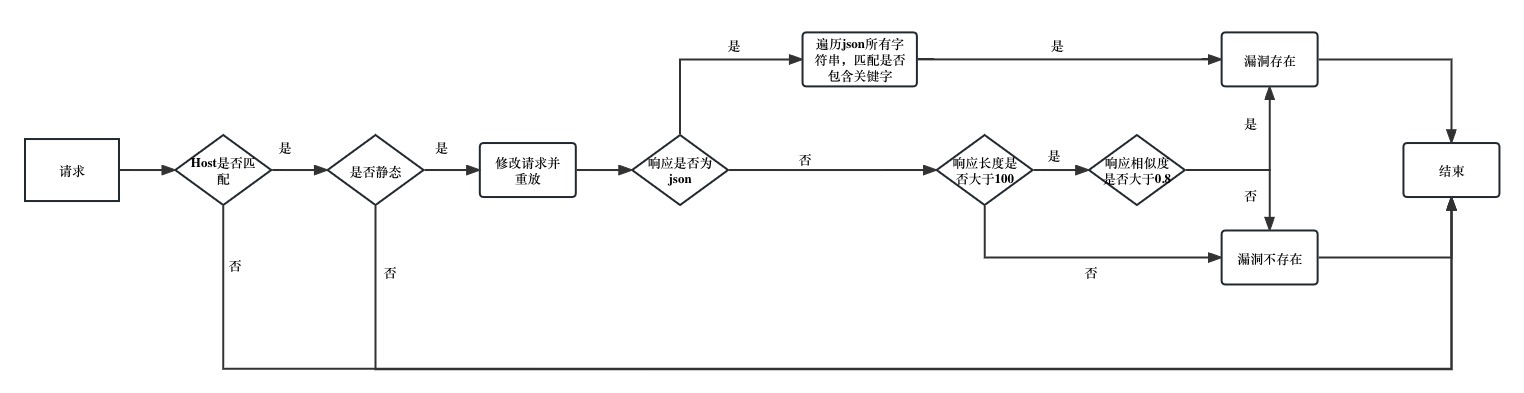 请求
Host是否匹
配
是
否
是否静态
是
否
修改请求并
重放
响应是否为
json
是
遍历json所有字
符串，匹配是否
包含关键字
是
漏洞存在
否
响应长度是
否大于100
是
响应相似度
是否大于0.8
是
否
否
漏洞不存在
结束